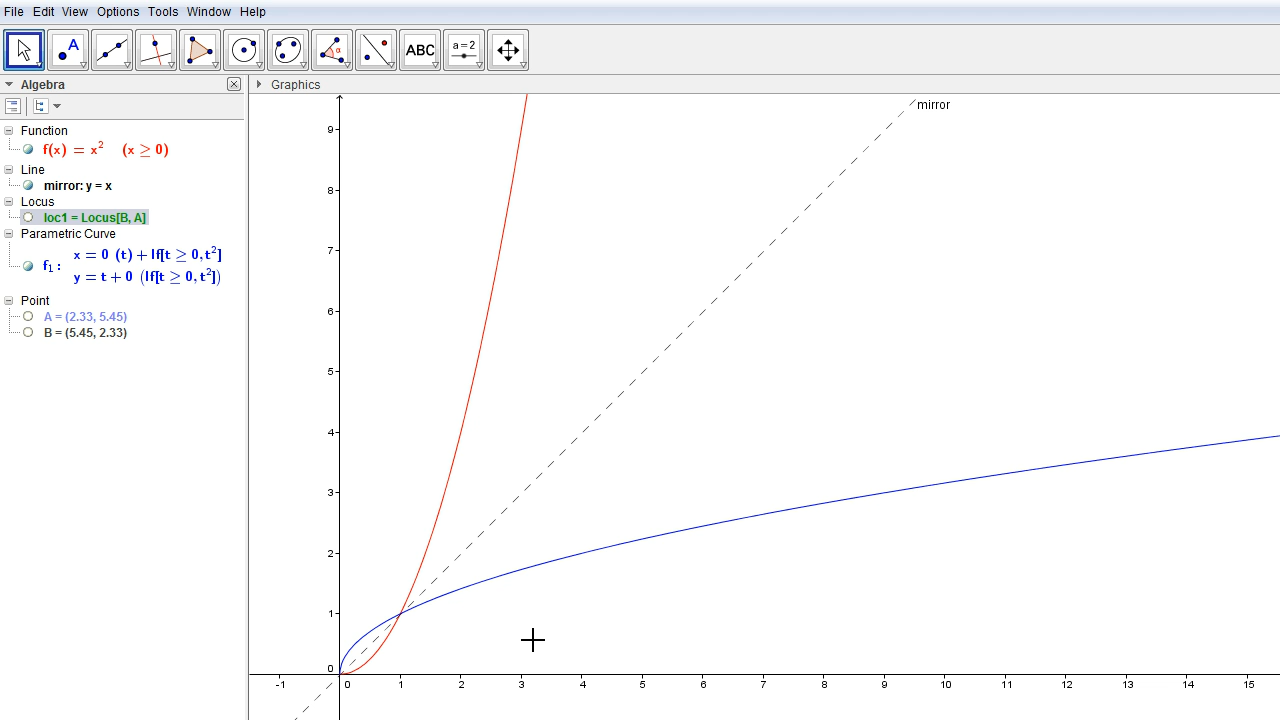 File Edit View Options Tools Window Help
A α ABC a = 2
Algebra
Graphics
Function
f(x) = x² (x ≥ 0)
Line
mirror: y = x
Locus
loc1 = Locus[B, A]
Parametric Curve
f₁ :
x = 0 (t) + If[t ≥ 0, t²]
y = t + 0 (If[t ≥ 0, t²])
Point
A = (2.33, 5.45)
B = (5.45, 2.33)
mirror
9
8
7
6
5
4
3
2
1
0
-1 0 1 2 3 4 5 6 7 8 9 10 11 12 13 14 15